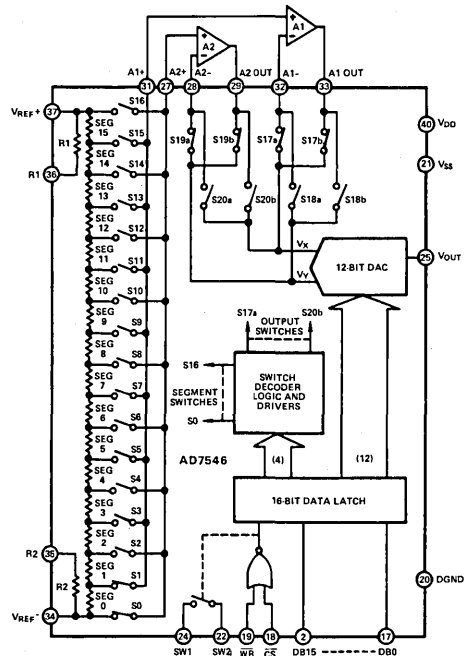 A1
A2
A1+ A2+ A2– A2 OUT A1– A1 OUT
31 27 28 29 32 33
VREF+ 37
R1
R1 36
S16
SEG 15
S15
SEG 14
S14
SEG 13
S13
SEG 12
S12
SEG 11
S11
SEG 10
S10
SEG 9
S9
SEG 8
S8
SEG 7
S7
SEG 6
S6
SEG 5
S5
SEG 4
S4
SEG 3
S3
SEG 2
S2
SEG 1
S1
SEG 0
S0
R2 35
R2
VREF– 34
S19a S19b S17a S17b
S20a S20b S18a S18b
40 VDD
21 VSS
VX
VY
12-BIT DAC
25 VOUT
S17a S20b
OUTPUT SWITCHES
S16
SEGMENT SWITCHES
S0
SWITCH DECODER LOGIC AND DRIVERS
AD7546
(4) (12)
16-BIT DATA LATCH
20 DGND
24 22 19 18 2 17
SW1 SW2 WR CS DB15 DB0